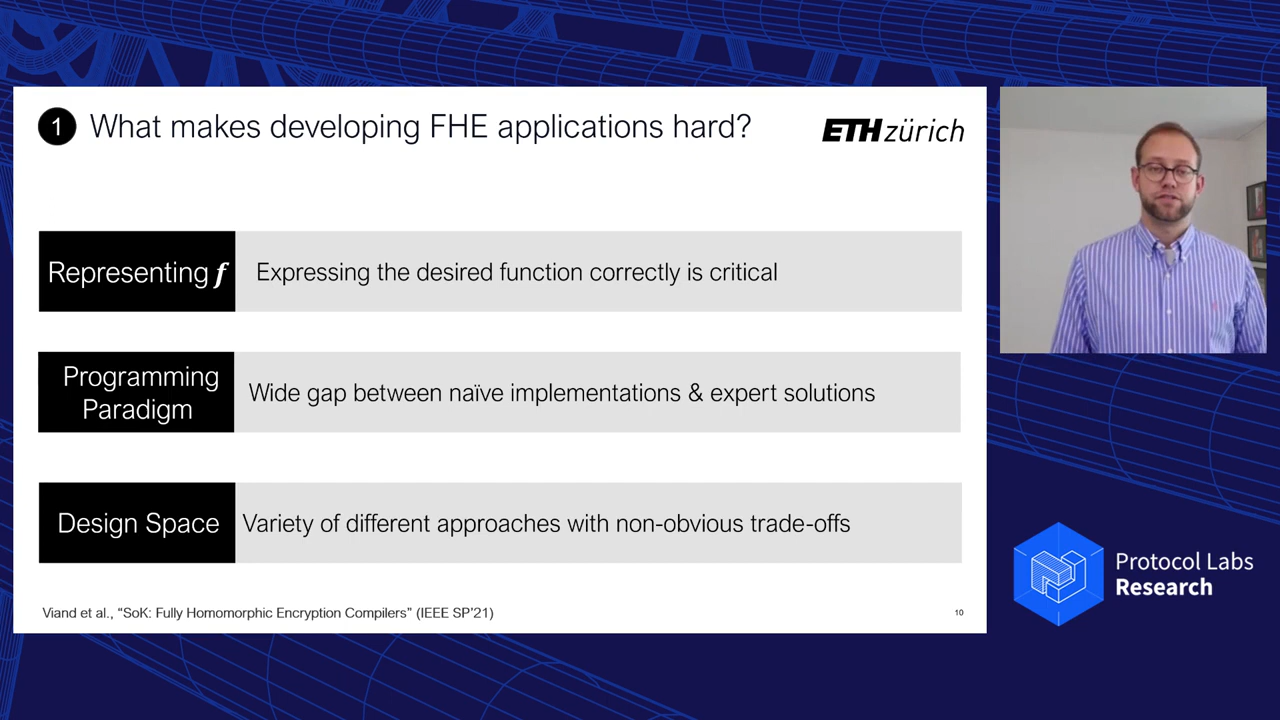 1 What makes developing FHE applications hard?
ETH zürich
Representing f
Expressing the desired function correctly is critical
Programming
Paradigm
Wide gap between naïve implementations & expert solutions
Design Space
Variety of different approaches with non-obvious trade-offs
Viand et al., “SoK: Fully Homomorphic Encryption Compilers” (IEEE SP’21)
10
Protocol Labs
Research